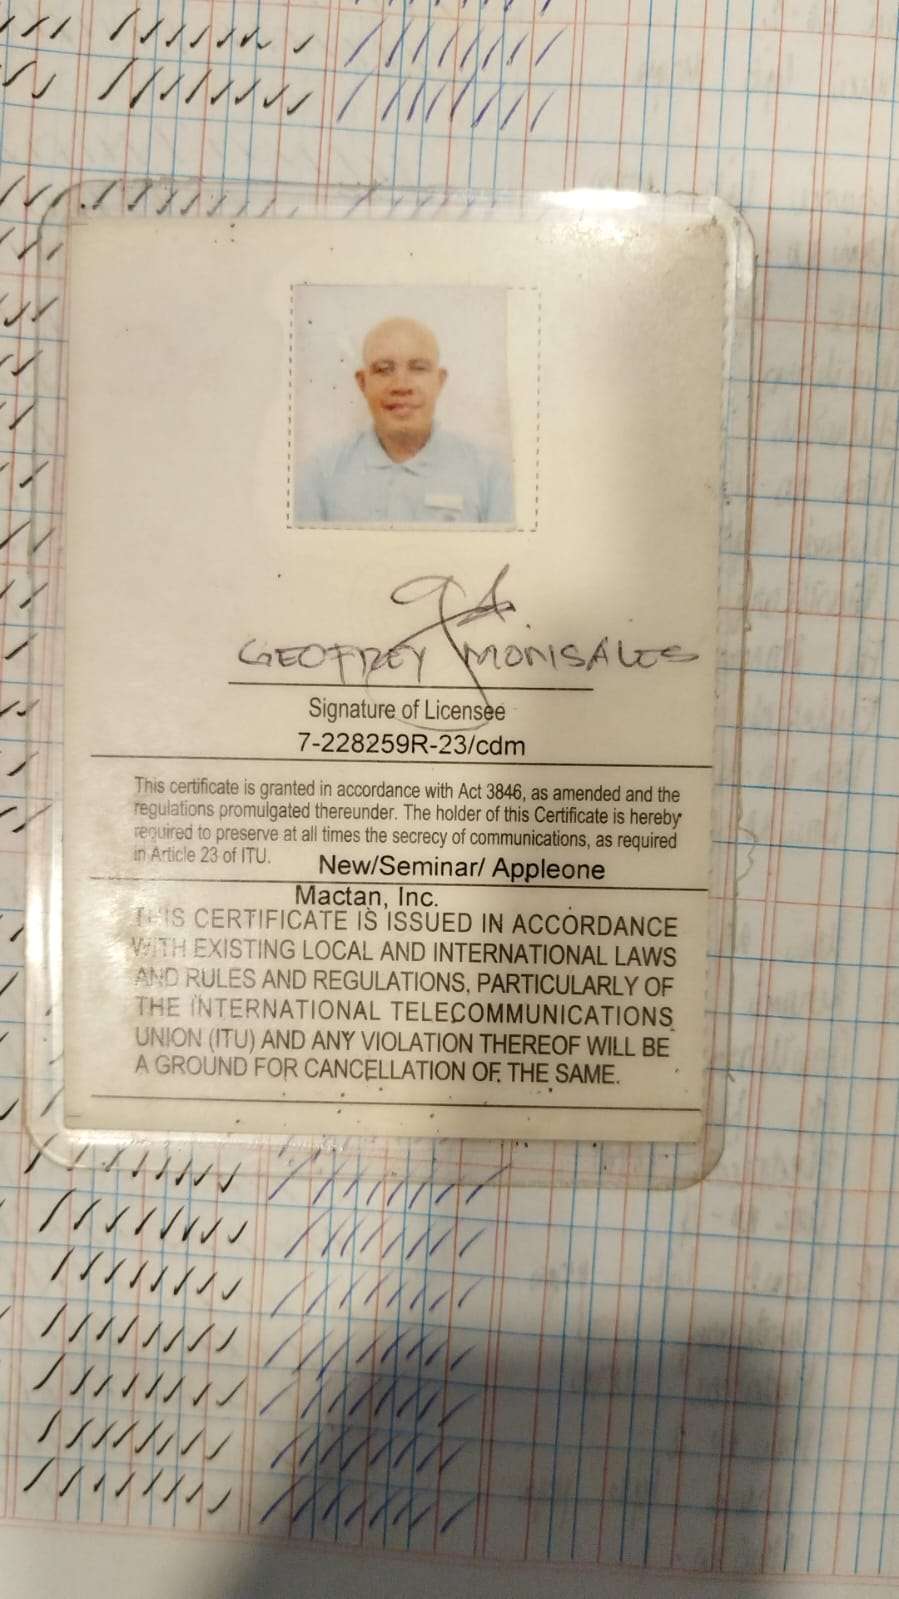 GEOFREY MONSALES
Signature of Licensee
7-228259R-23/cdm
This certificate is granted in accordance with Act 3846, as amended and the
regulations promulgated thereunder. The holder of this Certificate is hereby
required to preserve at all times the secrecy of communications, as required
in Article 23 of ITU.
New/Seminar/ Appleone
Mactan, Inc.
THIS CERTIFICATE IS ISSUED IN ACCORDANCE
WITH EXISTING LOCAL AND INTERNATIONAL LAWS
AND RULES AND REGULATIONS, PARTICULARLY OF
THE INTERNATIONAL TELECOMMUNICATIONS
UNION (ITU) AND ANY VIOLATION THEREOF WILL BE
A GROUND FOR CANCELLATION OF THE SAME.